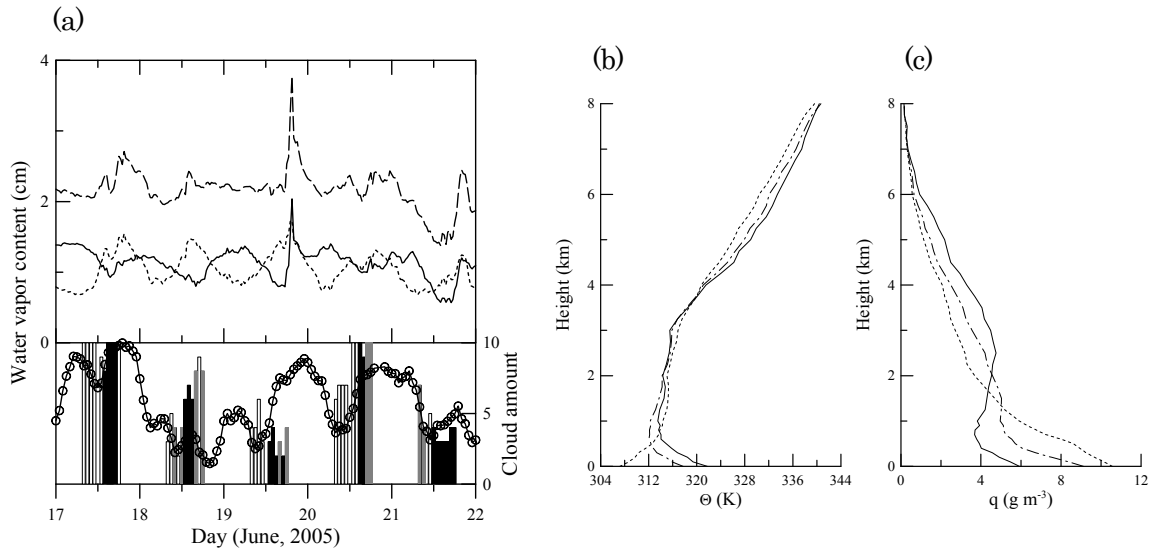 (a)
Water vapor content (cm)
4
2
0
10
5
0
Cloud amount
17 18 19 20 21 22
Day (June, 2005)
(b)
Height (km)
8
6
4
2
0
304 312 320 328 336 344
Θ (K)
(c)
Height (km)
8
6
4
2
0
0 4 8 12
q (g m⁻³)